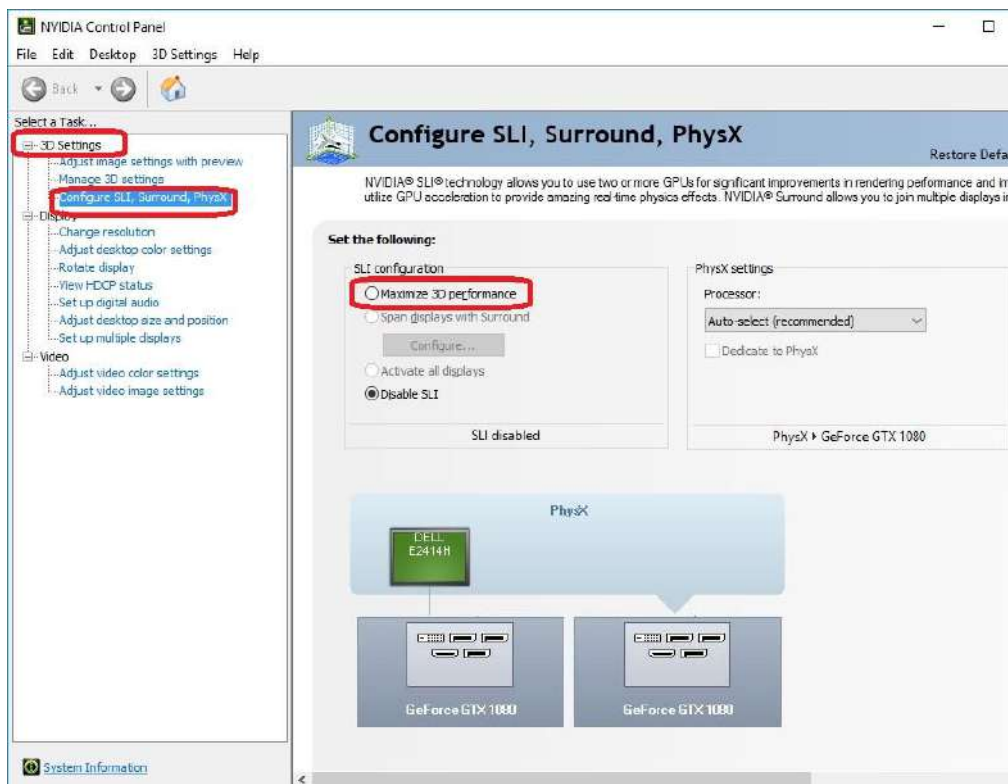 NVIDIA Control Panel
File Edit Desktop 3D Settings Help
Back
Select a Task...
3D Settings
Adjust image settings with preview
Manage 3D settings
Configure SLI, Surround, PhysX
Display
Change resolution
Adjust desktop color settings
Rotate display
View HDCP status
Set up digital audio
Adjust desktop size and position
Set up multiple displays
Video
Adjust video color settings
Adjust video image settings
System Information
Configure SLI, Surround, PhysX
Restore Defa
NVIDIA® SLI® technology allows you to use two or more GPUs for significant improvements in rendering performance and in
utilize GPU acceleration to provide amazing real-time physics effects. NVIDIA® Surround allows you to join multiple displays i
Set the following:
SLI configuration
Maximize 3D performance
Span displays with Surround
Configure...
Activate all displays
Disable SLI
SLI disabled
PhysX settings
Processor:
Auto-select (recommended)
Dedicate to PhysX
PhysX GeForce GTX 1080
PhysX
DELL
E2414H
GeForce GTX 1080
GeForce GTX 1080